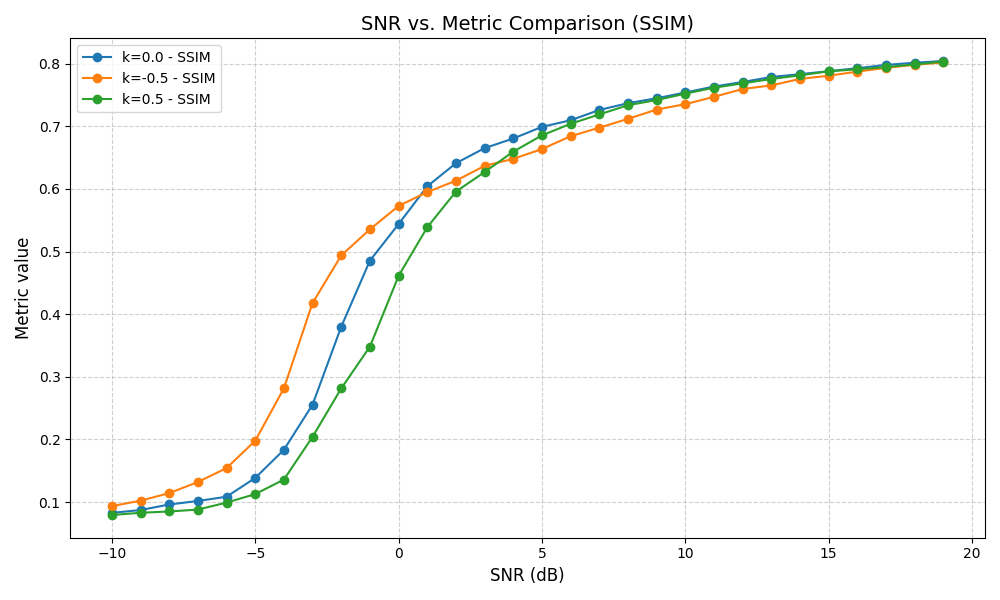 SNR vs. Metric Comparison (SSIM)
k=0.0 - SSIM
k=-0.5 - SSIM
k=0.5 - SSIM
Metric value
0.8
0.7
0.6
0.5
0.4
0.3
0.2
0.1
−10
−5
0
5
10
15
20
SNR (dB)